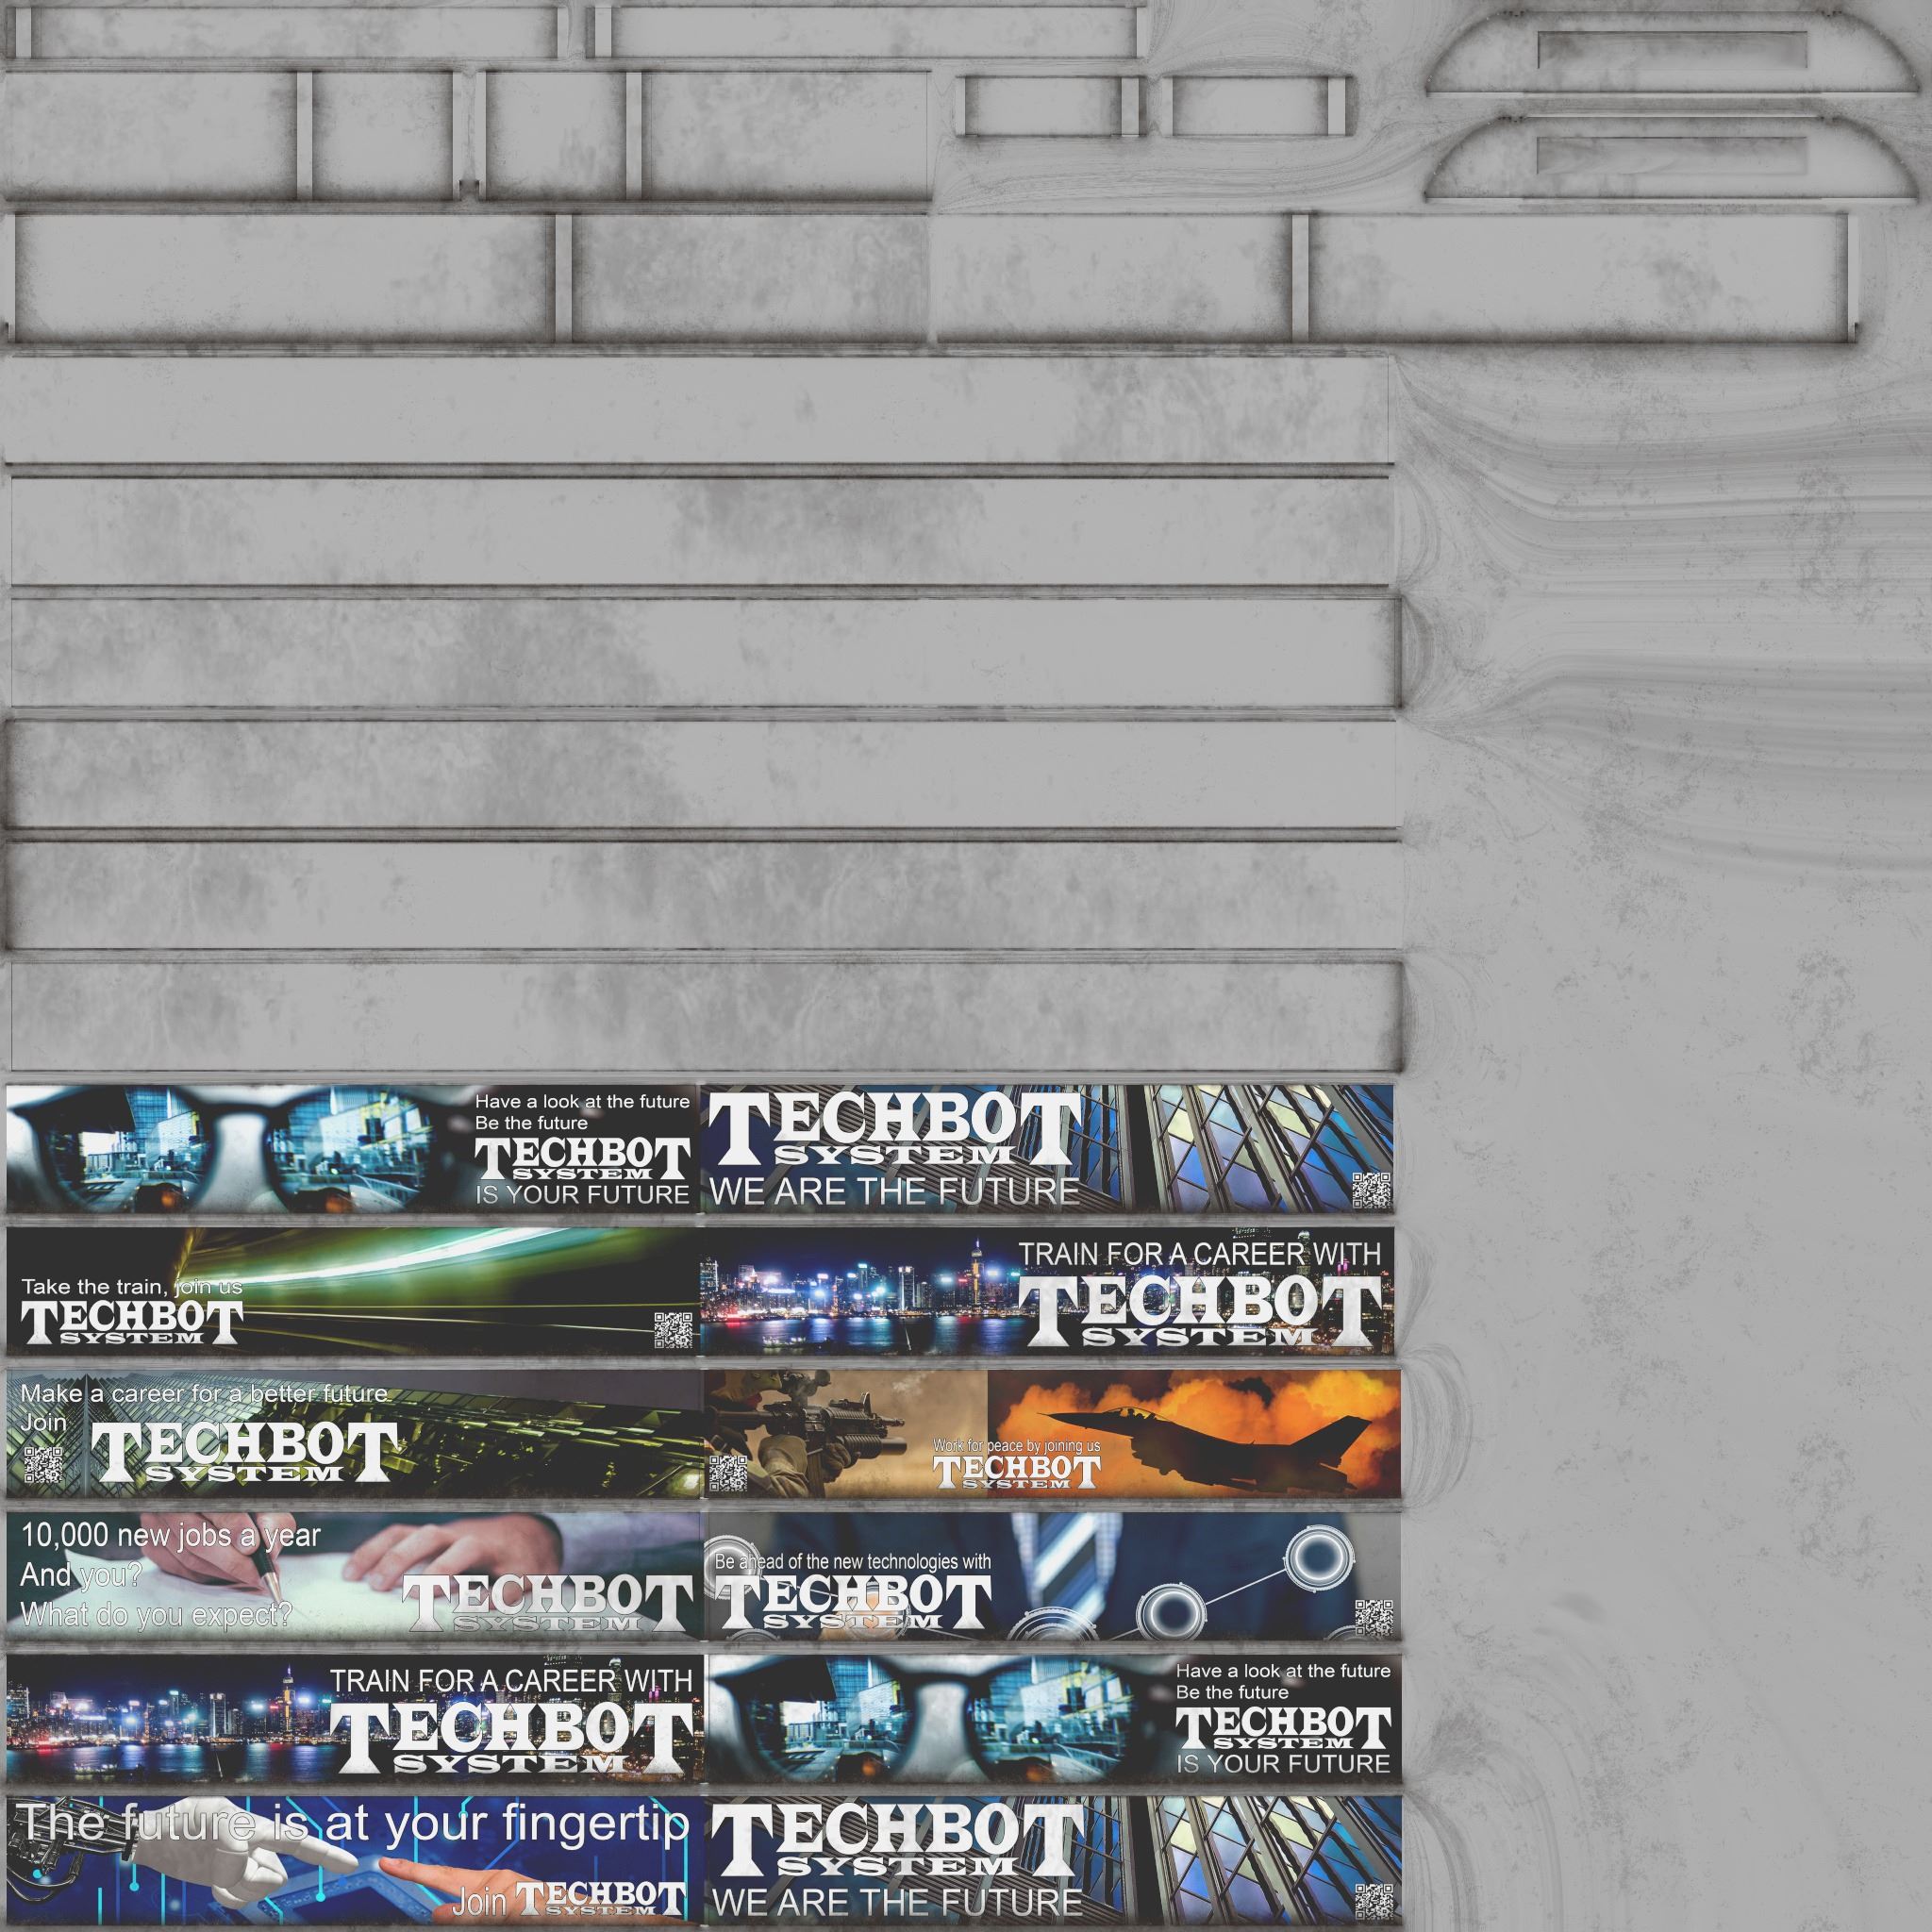 Have a look at the future
Be the future
TECHBOT
SYSTEM
IS YOUR FUTURE
TECHBOT
SYSTEM
WE ARE THE FUTURE
Take the train, join us
TECHBOT
SYSTEM
TRAIN FOR A CAREER WITH
TECHBOT
SYSTEM
Make a career for a better future
Join
TECHBOT
SYSTEM
Work for peace by joining us
TECHBOT
SYSTEM
10,000 new jobs a year
And you?
What do you expect?
TECHBOT
SYSTEM
Be ahead of the new technologies with
TECHBOT
SYSTEM
TRAIN FOR A CAREER WITH
TECHBOT
SYSTEM
Have a look at the future
Be the future
TECHBOT
SYSTEM
IS YOUR FUTURE
The future is at your fingertip
Join TECHBOT
SYSTEM
TECHBOT
SYSTEM
WE ARE THE FUTURE